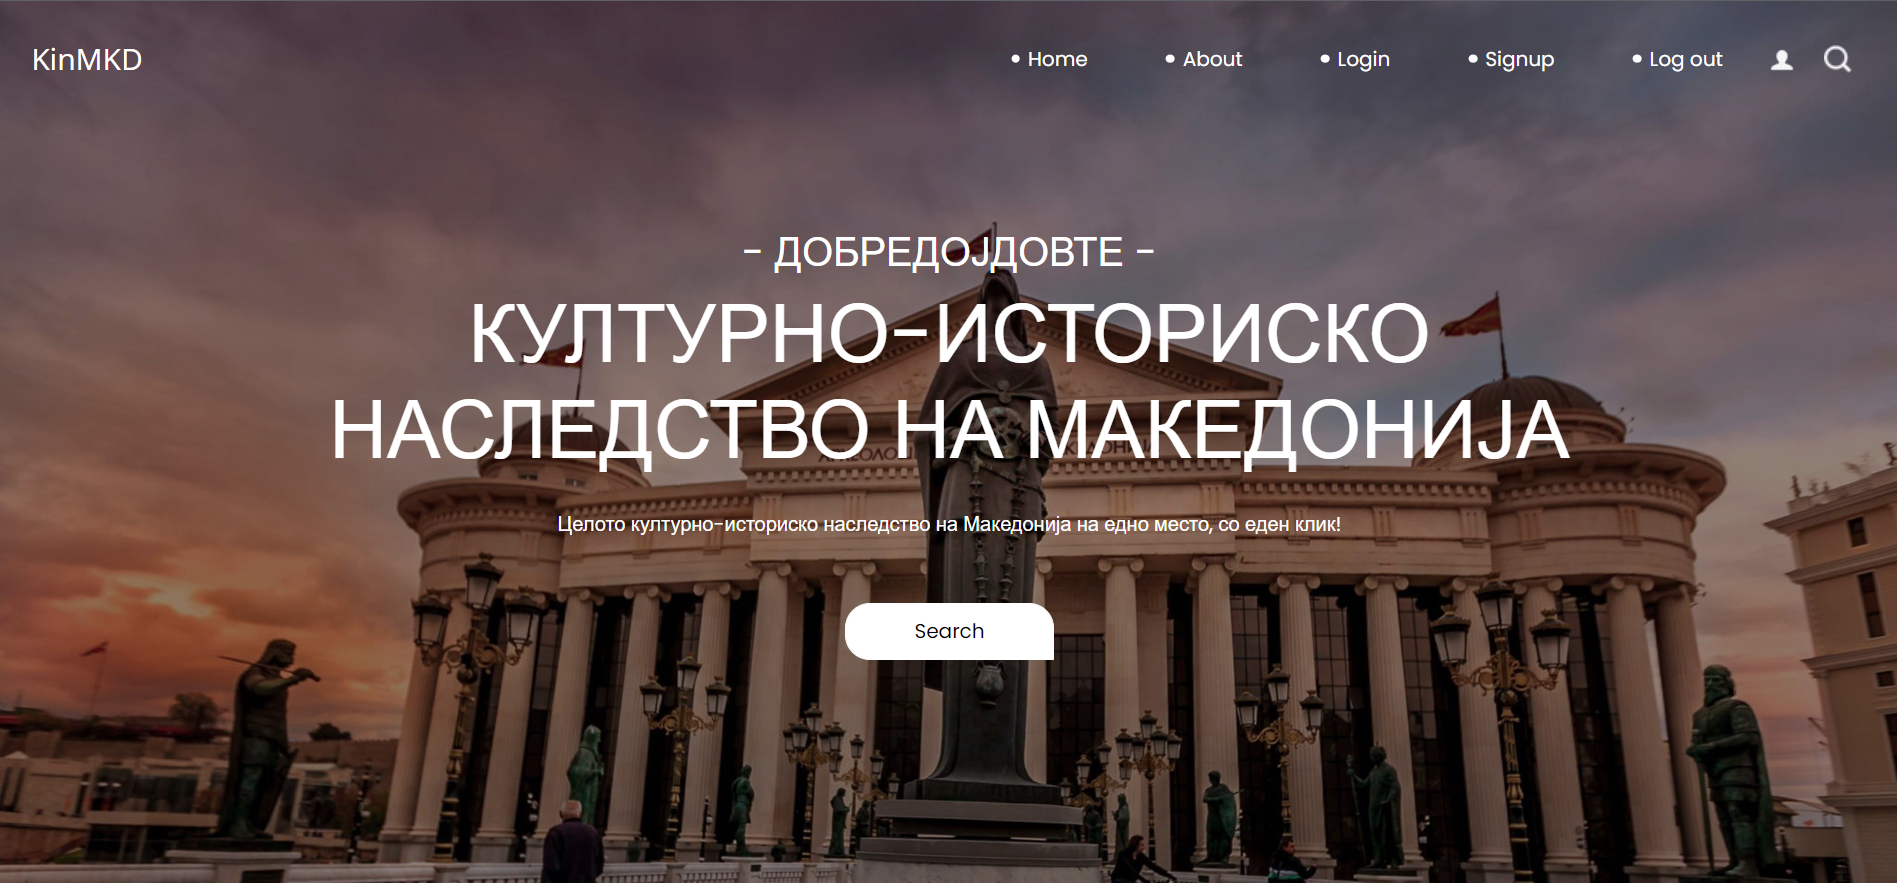 KinMKD
Home About Login Signup Log out
- ДОБРЕДОЈДОВТЕ -
КУЛТУРНО-ИСТОРИСКО
НАСЛЕДСТВО НА МАКЕДОНИЈА
Целото културно-историско наследство на Македонија на едно место, со еден клик!
Search